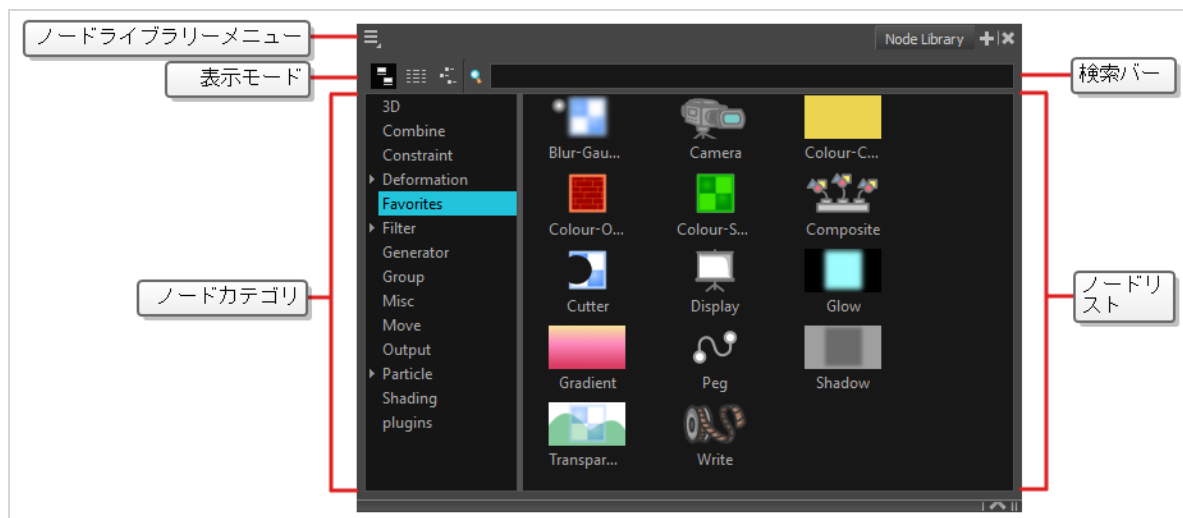 ノードライブラリーメニュー
Node Library
表示モード
検索バー
3D
Combine
Constraint
Deformation
Favorites
Filter
Generator
Group
Misc
Move
Output
Particle
Shading
plugins
Blur-Gau...
Camera
Colour-C...
Colour-O...
Colour-S...
Composite
Cutter
Display
Glow
Gradient
Peg
Shadow
Transpar...
Write
ノードカテゴリ
ノードリ
スト